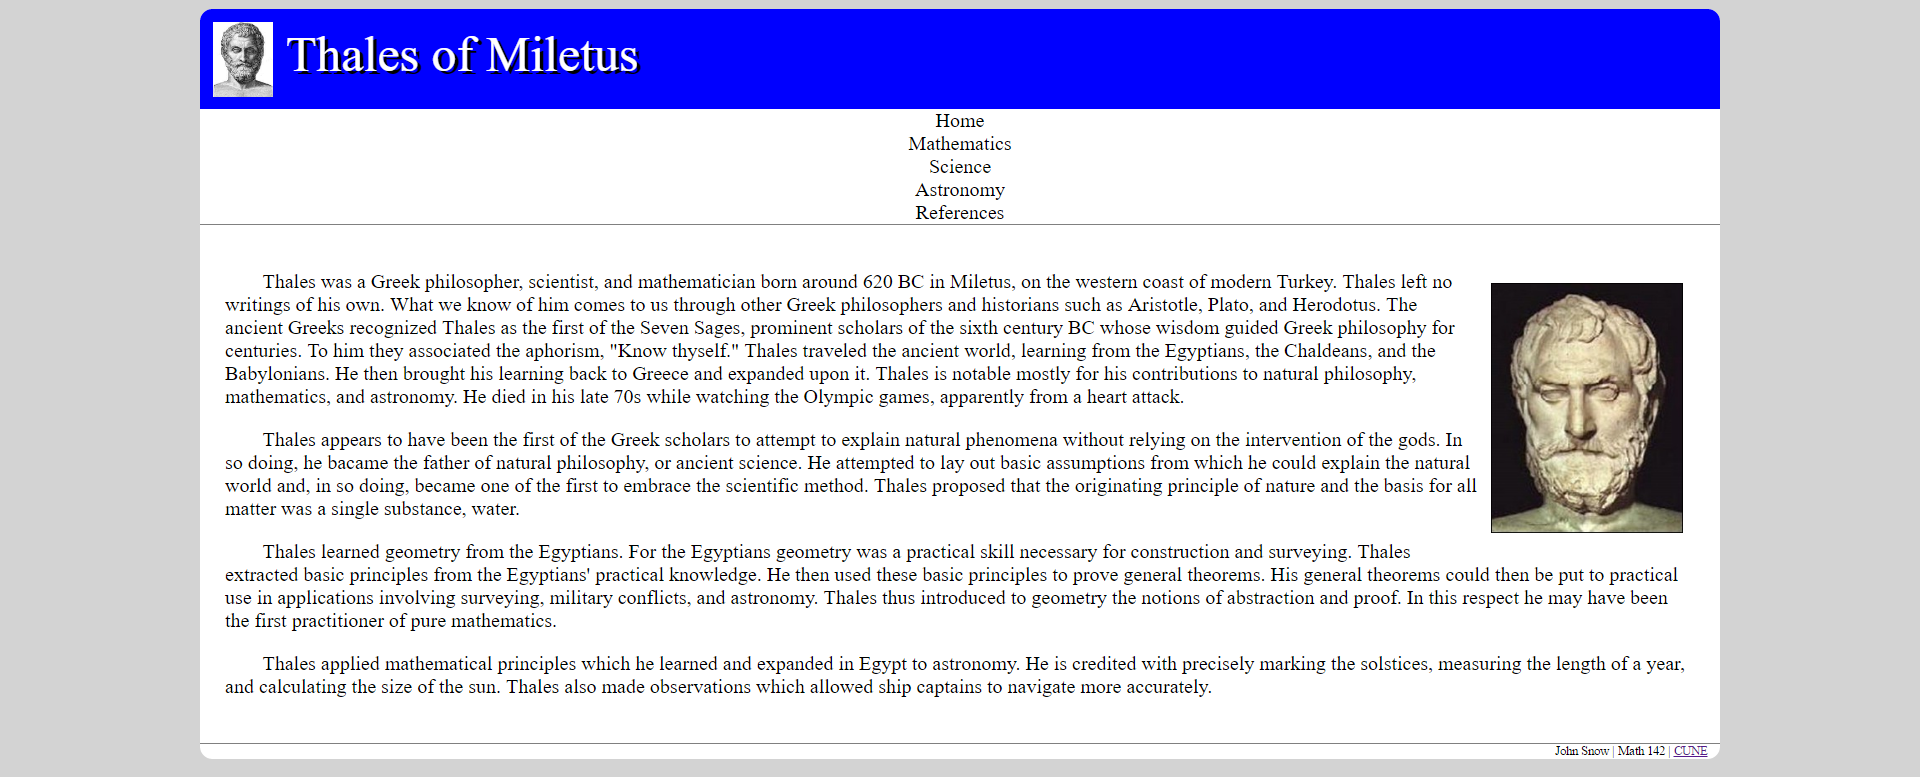 Thales of Miletus
Home
Mathematics
Science
Astronomy
References
Thales was a Greek philosopher, scientist, and mathematician born around 620 BC in Miletus, on the western coast of modern Turkey. Thales left no
writings of his own. What we know of him comes to us through other Greek philosophers and historians such as Aristotle, Plato, and Herodotus. The
ancient Greeks recognized Thales as the first of the Seven Sages, prominent scholars of the sixth century BC whose wisdom guided Greek philosophy for
centuries. To him they associated the aphorism, "Know thyself." Thales traveled the ancient world, learning from the Egyptians, the Chaldeans, and the
Babylonians. He then brought his learning back to Greece and expanded upon it. Thales is notable mostly for his contributions to natural philosophy,
mathematics, and astronomy. He died in his late 70s while watching the Olympic games, apparently from a heart attack.
Thales appears to have been the first of the Greek scholars to attempt to explain natural phenomena without relying on the intervention of the gods. In
so doing, he bacame the father of natural philosophy, or ancient science. He attempted to lay out basic assumptions from which he could explain the natural
world and, in so doing, became one of the first to embrace the scientific method. Thales proposed that the originating principle of nature and the basis for all
matter was a single substance, water.
Thales learned geometry from the Egyptians. For the Egyptians geometry was a practical skill necessary for construction and surveying. Thales
extracted basic principles from the Egyptians' practical knowledge. He then used these basic principles to prove general theorems. His general theorems could then be put to practical
use in applications involving surveying, military conflicts, and astronomy. Thales thus introduced to geometry the notions of abstraction and proof. In this respect he may have been
the first practitioner of pure mathematics.
Thales applied mathematical principles which he learned and expanded in Egypt to astronomy. He is credited with precisely marking the solstices, measuring the length of a year,
and calculating the size of the sun. Thales also made observations which allowed ship captains to navigate more accurately.
John Snow | Math 142 | CUNE